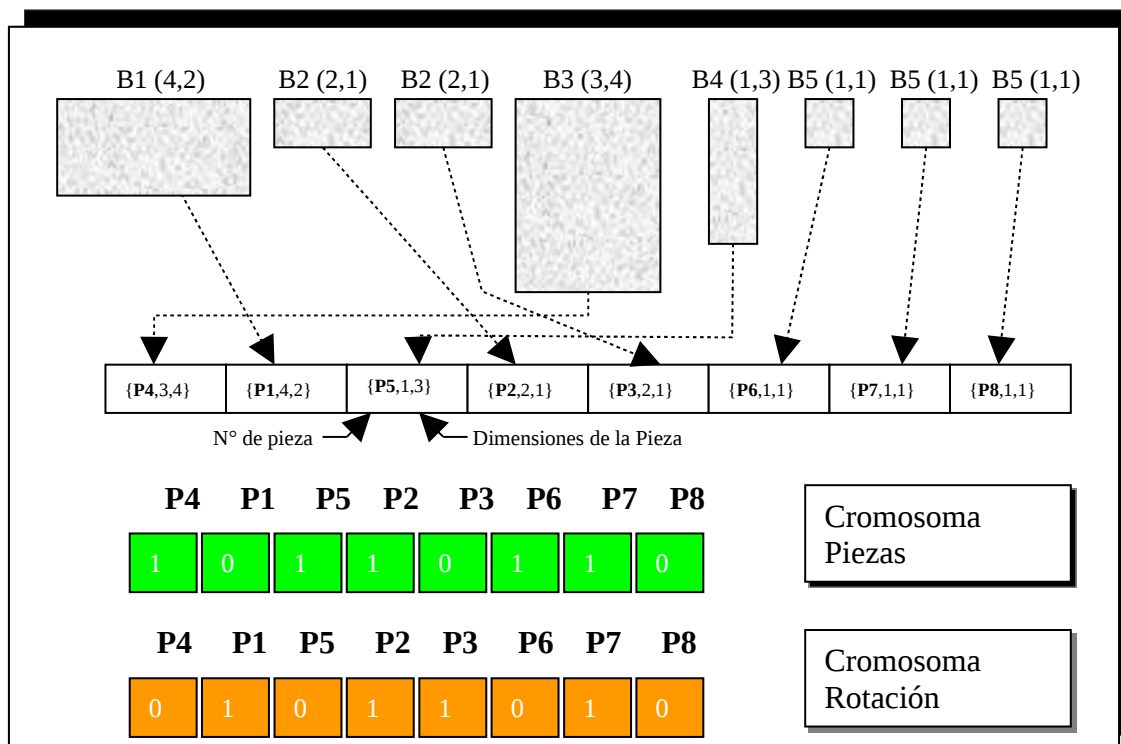 B1 (4,2) B2 (2,1) B2 (2,1) B3 (3,4) B4 (1,3) B5 (1,1) B5 (1,1) B5 (1,1)
{P4,3,4} {P1,4,2} {P5,1,3} {P2,2,1} {P3,2,1} {P6,1,1} {P7,1,1} {P8,1,1}
N° de pieza Dimensiones de la Pieza
P4 P1 P5 P2 P3 P6 P7 P8
1 0 1 1 0 1 1 0
Cromosoma
Piezas
P4 P1 P5 P2 P3 P6 P7 P8
0 1 0 1 1 0 1 0
Cromosoma
Rotación